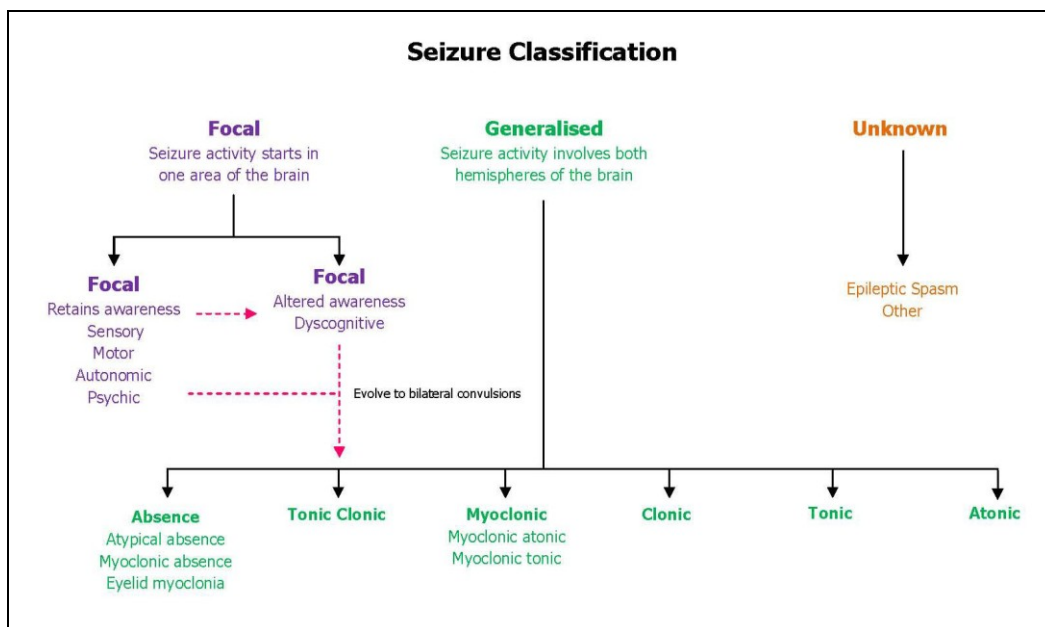 Seizure Classification
Focal
Seizure activity starts in
one area of the brain
Generalised
Seizure activity involves both
hemispheres of the brain
Unknown
Focal
Retains awareness
Sensory
Motor
Autonomic
Psychic
Focal
Altered awareness
Dyscognitive
Epileptic Spasm
Other
Evolve to bilateral convulsions
Absence
Atypical absence
Myoclonic absence
Eyelid myoclonia
Tonic Clonic
Myoclonic
Myoclonic atonic
Myoclonic tonic
Clonic
Tonic
Atonic